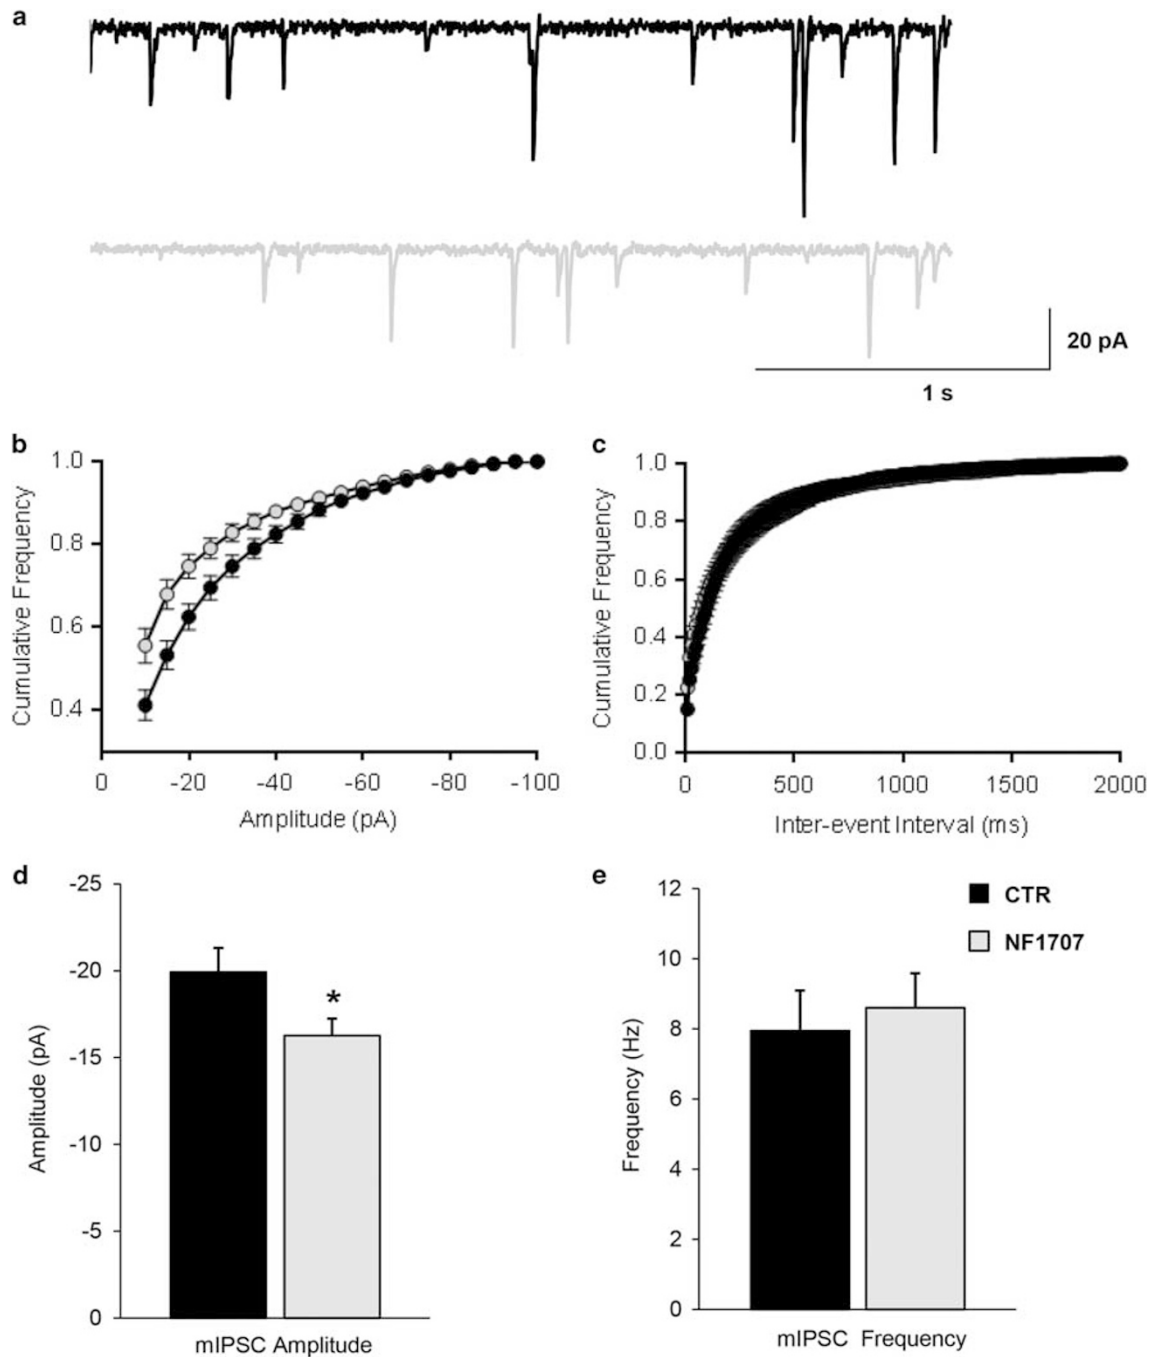 a
20 pA
1 s
b
1.0
0.8
0.6
0.4
Cumulative Frequency
0 -20 -40 -60 -80 -100
Amplitude (pA)
c
1.0
0.8
0.6
0.4
0.2
0.0
Cumulative Frequency
0 500 1000 1500 2000
Inter-event Interval (ms)
d
-25
-20
-15
-10
-5
0
Amplitude (pA)
*
mIPSC Amplitude
e
12
10
8
6
4
2
0
Frequency (Hz)
CTR
NF1707
mIPSC Frequency